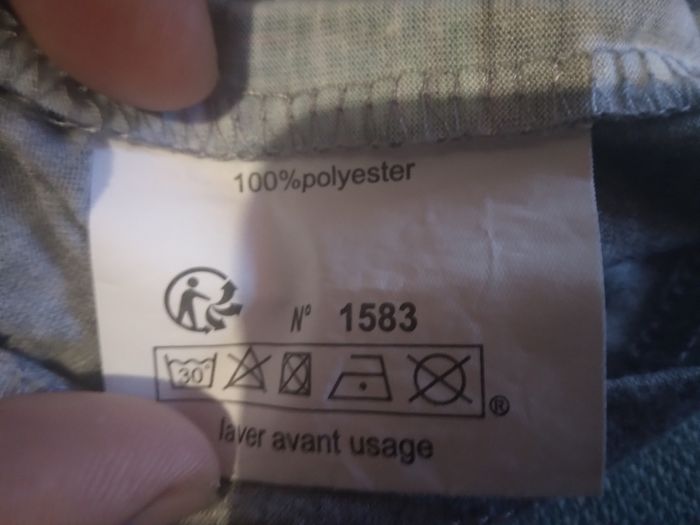 100%polyester
N° 1583
30°
®
laver avant usage